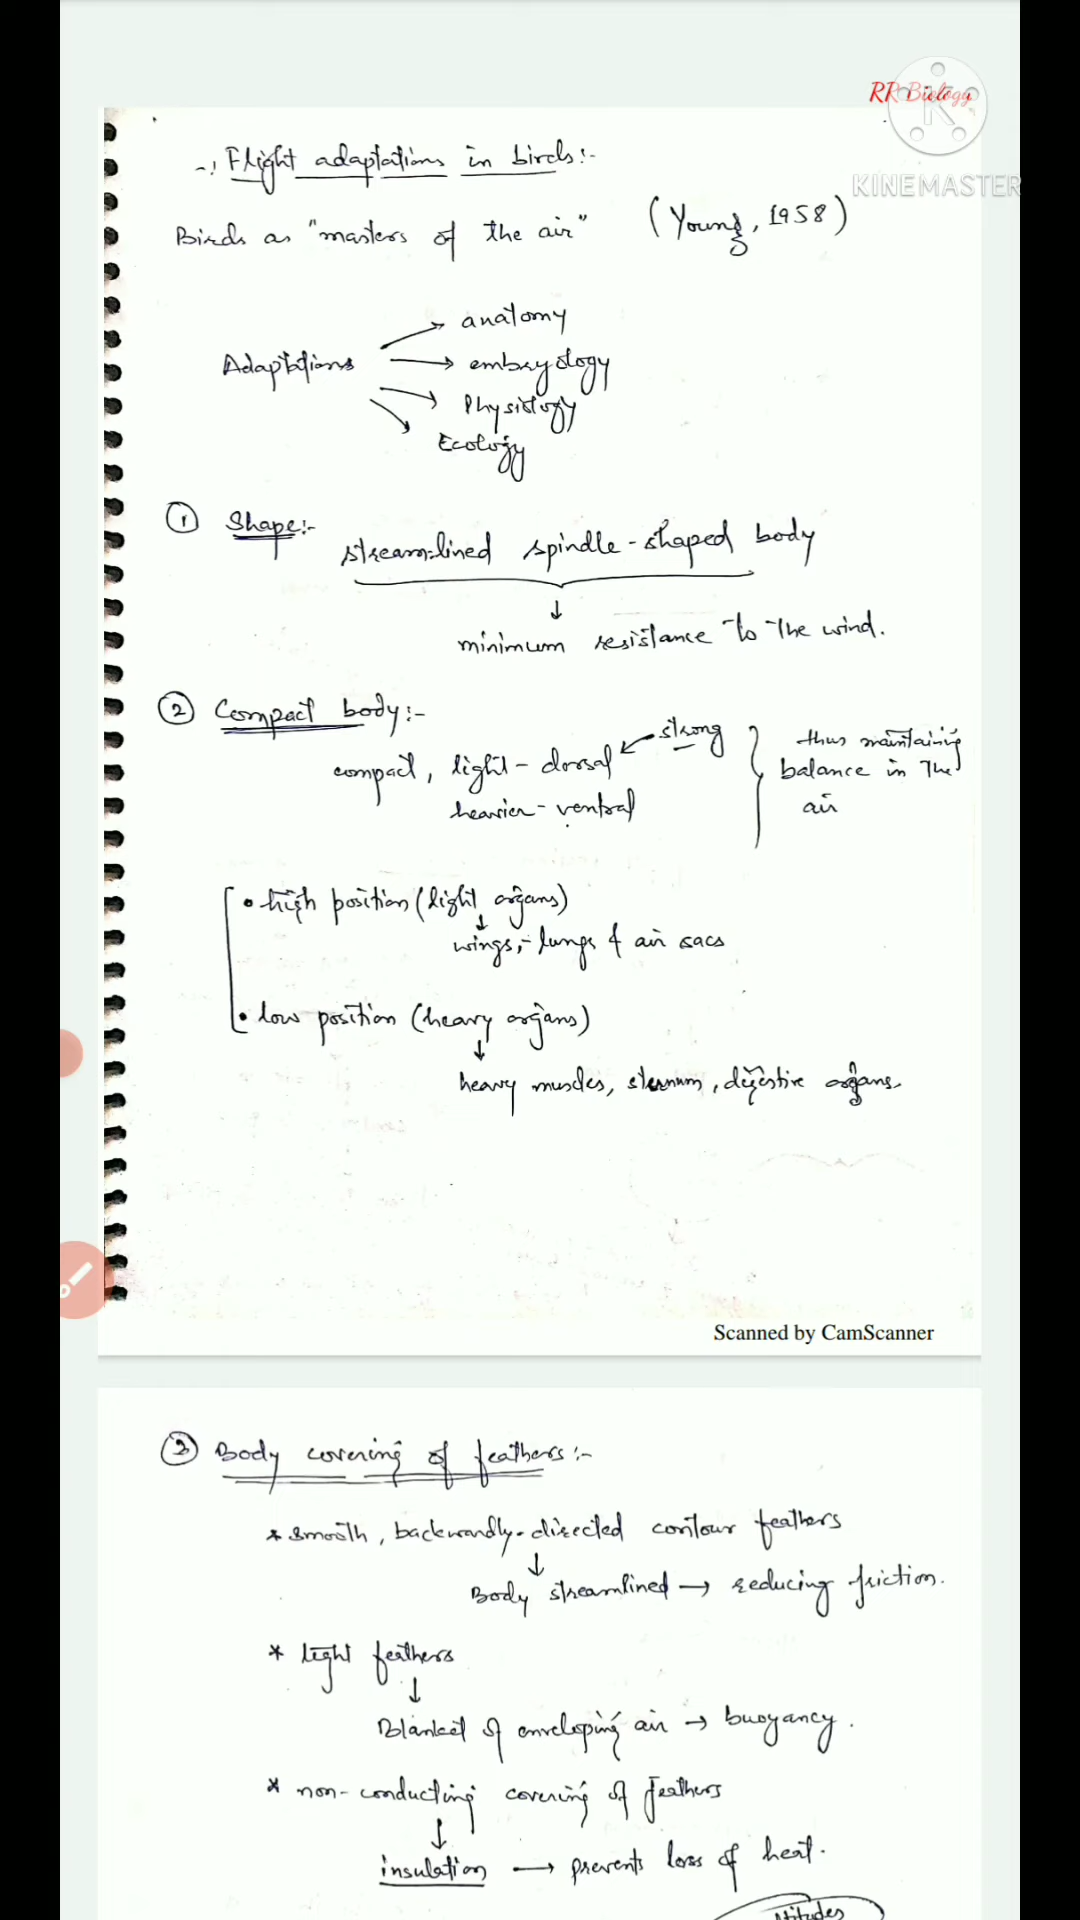 RR Biology
KINEMASTER
Flight adaptations in birds:-
Birds as "masters of the air" (Young, 1958)
Adaptations
anatomy
embryology
Physiology
Ecology
① Shape:-
stream-lined spindle-shaped body
↓
minimum resistance to the wind.
② Compact body:-
compact, light - dorsal ← strong
heavier - ventral
thus maintaining
balance in the
air
• high position (light organs)
↓
wings, lungs & air sacs
• low position (heavy organs)
↓
heavy muscles, sternum, digestive organs.
Scanned by CamScanner
③ Body covering of feathers:-
* smooth, backwardly-directed contour feathers
↓
Body streamlined → reducing friction.
* light feathers
↓
Blanket of enveloping air → buoyancy.
* non-conducting covering of feathers
↓
insulation → prevents loss of heat.